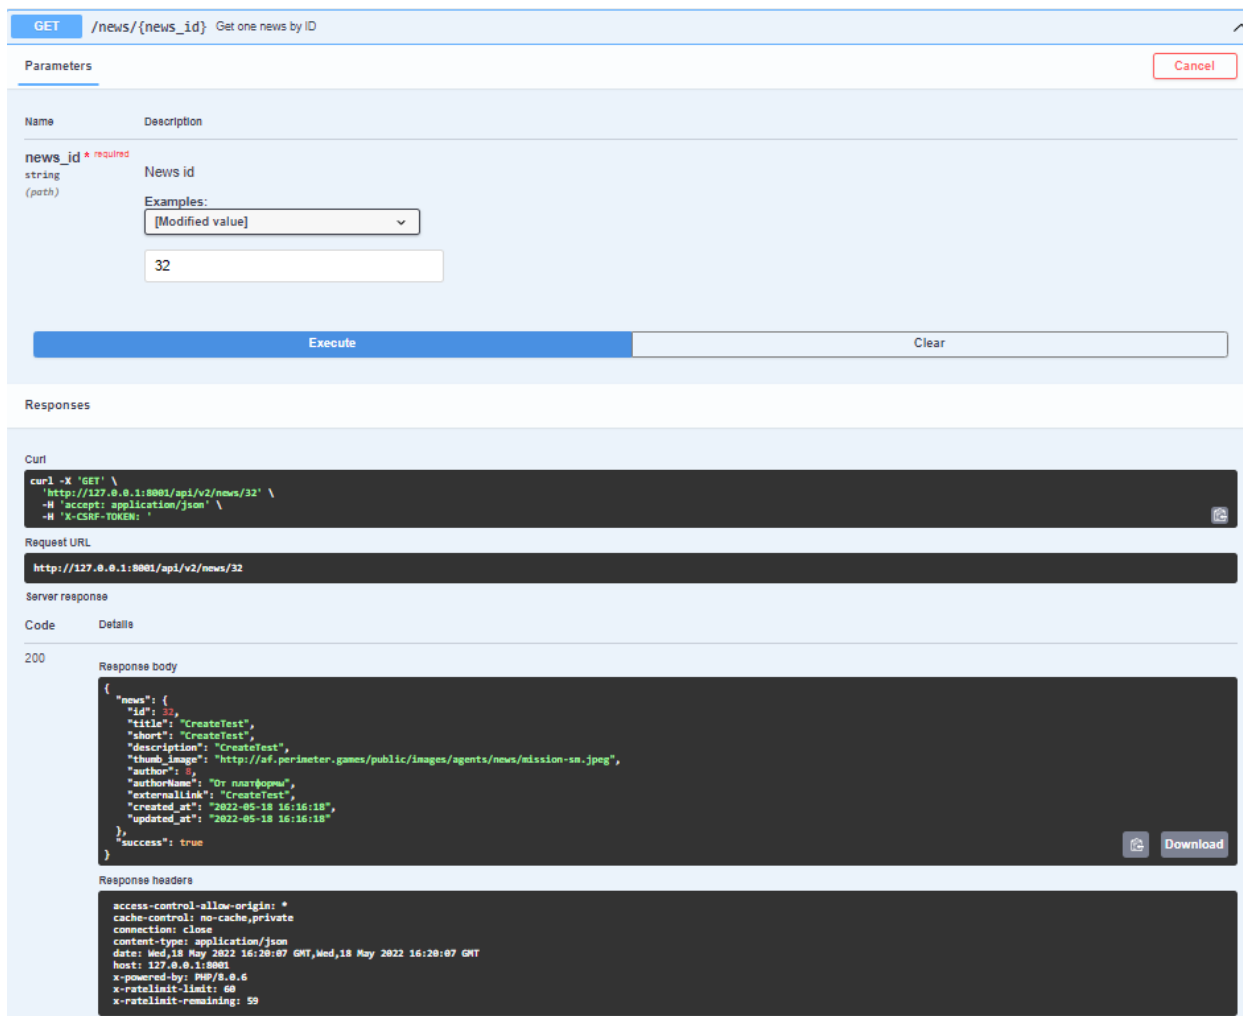 GET /news/{news_id} Get one news by ID
Parameters
Cancel
Name Description
news_id * required
string
(path)
News id
Examples:
[Modified value]
32
Execute Clear
Responses
Curl
curl -X 'GET' \
'http://127.0.0.1:8001/api/v2/news/32' \
-H 'accept: application/json' \
-H 'X-CSRF-TOKEN: '
Request URL
http://127.0.0.1:8001/api/v2/news/32
Server response
Code Details
200
Response body
{
"news": {
"id": 32,
"title": "CreateTest",
"short": "CreateTest",
"description": "CreateTest",
"thumb_image": "http://af.perimeter.games/public/images/agents/news/mission-sm.jpeg",
"author": 8,
"authorName": "От платформы",
"externalLink": "CreateTest",
"created_at": "2022-05-18 16:16:18",
"updated_at": "2022-05-18 16:16:18"
},
"success": true
}
Download
Response headers
access-control-allow-origin: *
cache-control: no-cache,private
connection: close
content-type: application/json
date: Wed,18 May 2022 16:20:07 GMT,Wed,18 May 2022 16:20:07 GMT
host: 127.0.0.1:8001
x-powered-by: PHP/8.0.6
x-ratelimit-limit: 60
x-ratelimit-remaining: 59